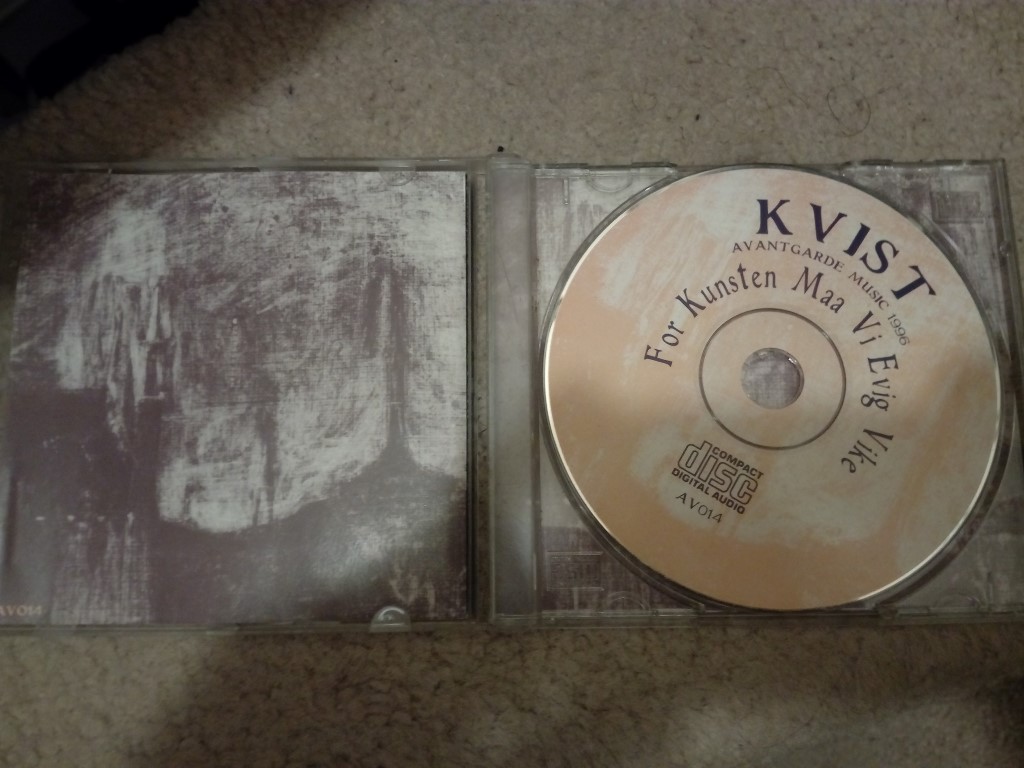 AV014
KVIST
AVANTGARDE MUSIC 1996
For Kunsten Maa Vi Evig Vike
COMPACT
disc
DIGITAL AUDIO
AV014